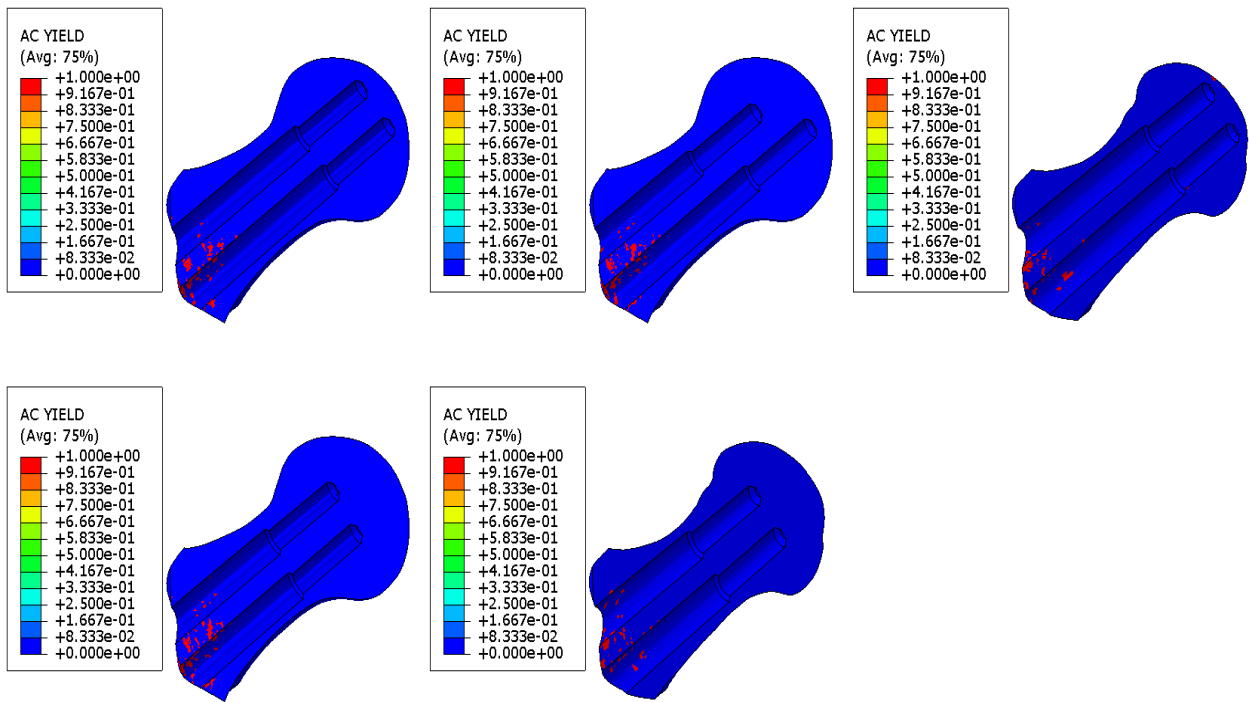 AC YIELD
(Avg: 75%)
+1.000e+00
+9.167e-01
+8.333e-01
+7.500e-01
+6.667e-01
+5.833e-01
+5.000e-01
+4.167e-01
+3.333e-01
+2.500e-01
+1.667e-01
+8.333e-02
+0.000e+00
AC YIELD
(Avg: 75%)
+1.000e+00
+9.167e-01
+8.333e-01
+7.500e-01
+6.667e-01
+5.833e-01
+5.000e-01
+4.167e-01
+3.333e-01
+2.500e-01
+1.667e-01
+8.333e-02
+0.000e+00
AC YIELD
(Avg: 75%)
+1.000e+00
+9.167e-01
+8.333e-01
+7.500e-01
+6.667e-01
+5.833e-01
+5.000e-01
+4.167e-01
+3.333e-01
+2.500e-01
+1.667e-01
+8.333e-02
+0.000e+00
AC YIELD
(Avg: 75%)
+1.000e+00
+9.167e-01
+8.333e-01
+7.500e-01
+6.667e-01
+5.833e-01
+5.000e-01
+4.167e-01
+3.333e-01
+2.500e-01
+1.667e-01
+8.333e-02
+0.000e+00
AC YIELD
(Avg: 75%)
+1.000e+00
+9.167e-01
+8.333e-01
+7.500e-01
+6.667e-01
+5.833e-01
+5.000e-01
+4.167e-01
+3.333e-01
+2.500e-01
+1.667e-01
+8.333e-02
+0.000e+00